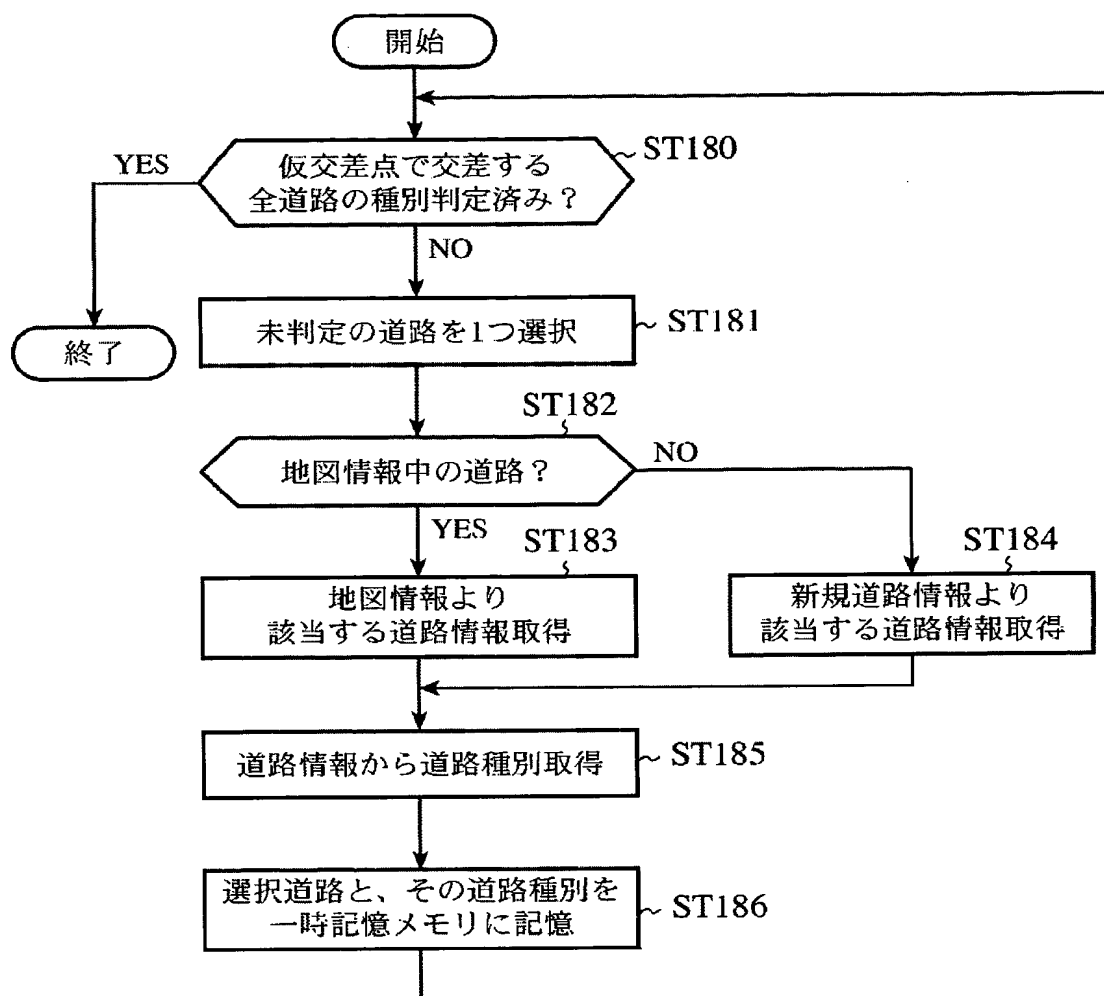 開始
仮交差点で交差する
全道路の種別判定済み？
ST180
YES
NO
終了
未判定の道路を1つ選択
ST181
ST182
地図情報中の道路？
NO
YES
ST183
地図情報より
該当する道路情報取得
ST184
新規道路情報より
該当する道路情報取得
道路情報から道路種別取得
ST185
選択道路と、その道路種別を
一時記憶メモリに記憶
ST186